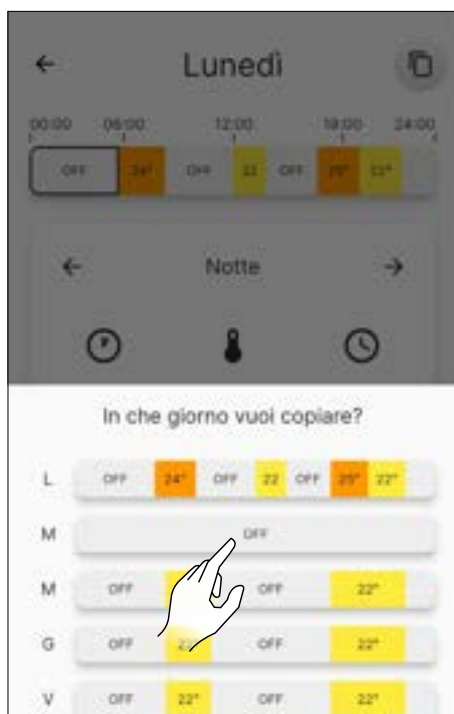 Lunedì
00:00 06:00 12:00 18:00 24:00
OFF 24° OFF 22 OFF 25° 22°
Notte
In che giorno vuoi copiare?
L OFF 24° OFF 22 OFF 25° 22°
M OFF
M OFF OFF 22°
G OFF 22° OFF 22°
V OFF 22° OFF 22°